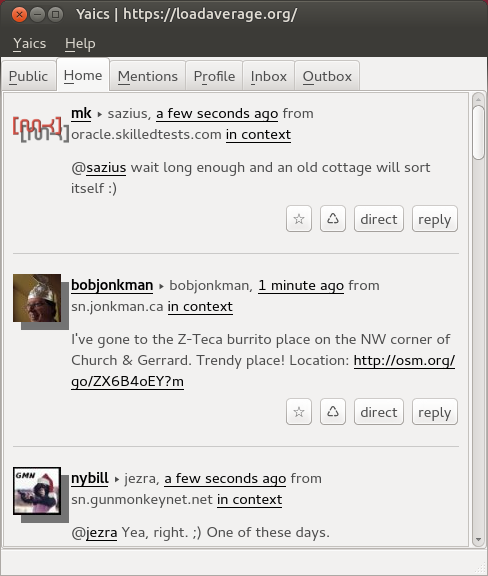 Yaics | https://loadaverage.org/
Yaics Help
Public Home Mentions Profile Inbox Outbox
mk ▸ sazius, a few seconds ago from
oracle.skilledtests.com in context
@sazius wait long enough and an old cottage will sort
itself :)
direct reply
bobjonkman ▸ bobjonkman, 1 minute ago from
sn.jonkman.ca in context
I've gone to the Z-Teca burrito place on the NW corner of
Church & Gerrard. Trendy place! Location: http://osm.org/
go/ZX6B4oEY?m
direct reply
GMN
nybill ▸ jezra, a few seconds ago from
sn.gunmonkeynet.net in context
@jezra Yea, right. ;) One of these days.